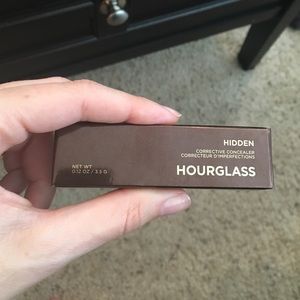 HIDDEN
CORRECTIVE CONCEALER
CORRECTEUR D'IMPERFECTIONS
HOURGLASS
NET WT
0.12 OZ / 3.5 G